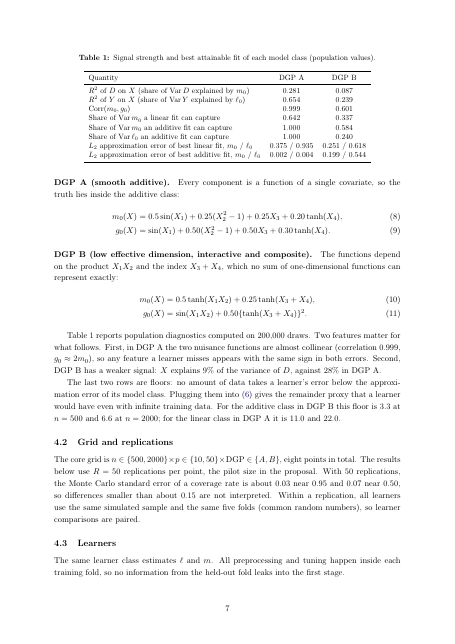 Table 1: Signal strength and best attainable fit of each model class (population values).
Quantity DGP A DGP B
R² of D on X (share of Var D explained by m₀) 0.281 0.087
R² of Y on X (share of Var Y explained by ℓ₀) 0.654 0.239
Corr(m₀, g₀) 0.999 0.601
Share of Var m₀ a linear fit can capture 0.642 0.337
Share of Var m₀ an additive fit can capture 1.000 0.584
Share of Var ℓ₀ an additive fit can capture 1.000 0.240
L₂ approximation error of best linear fit, m₀ / ℓ₀ 0.375 / 0.935 0.251 / 0.618
L₂ approximation error of best additive fit, m₀ / ℓ₀ 0.002 / 0.004 0.199 / 0.544
DGP A (smooth additive). Every component is a function of a single covariate, so the
truth lies inside the additive class:
m₀(X) = 0.5 sin(X₁) + 0.25(X₂² − 1) + 0.25X₃ + 0.20 tanh(X₄), (8)
g₀(X) = sin(X₁) + 0.50(X₂² − 1) + 0.50X₃ + 0.30 tanh(X₄). (9)
DGP B (low effective dimension, interactive and composite). The functions depend
on the product X₁X₂ and the index X₃ + X₄, which no sum of one-dimensional functions can
represent exactly:
m₀(X) = 0.5 tanh(X₁X₂) + 0.25 tanh(X₃ + X₄), (10)
g₀(X) = sin(X₁X₂) + 0.50{tanh(X₃ + X₄)}². (11)
Table 1 reports population diagnostics computed on 200,000 draws. Two features matter for
what follows. First, in DGP A the two nuisance functions are almost collinear (correlation 0.999,
g₀ ≈ 2m₀), so any feature a learner misses appears with the same sign in both errors. Second,
DGP B has a weaker signal: X explains 9% of the variance of D, against 28% in DGP A.
The last two rows are floors: no amount of data takes a learner's error below the approxi-
mation error of its model class. Plugging them into (6) gives the remainder proxy that a learner
would have even with infinite training data. For the additive class in DGP B this floor is 3.3 at
n = 500 and 6.6 at n = 2000; for the linear class in DGP A it is 11.0 and 22.0.
4.2 Grid and replications
The core grid is n ∈ {500, 2000}×p ∈ {10, 50}×DGP ∈ {A, B}, eight points in total. The results
below use R = 50 replications per point, the pilot size in the proposal. With 50 replications,
the Monte Carlo standard error of a coverage rate is about 0.03 near 0.95 and 0.07 near 0.50,
so differences smaller than about 0.15 are not interpreted. Within a replication, all learners
use the same simulated sample and the same five folds (common random numbers), so learner
comparisons are paired.
4.3 Learners
The same learner class estimates ℓ and m. All preprocessing and tuning happen inside each
training fold, so no information from the held-out fold leaks into the first stage.
7